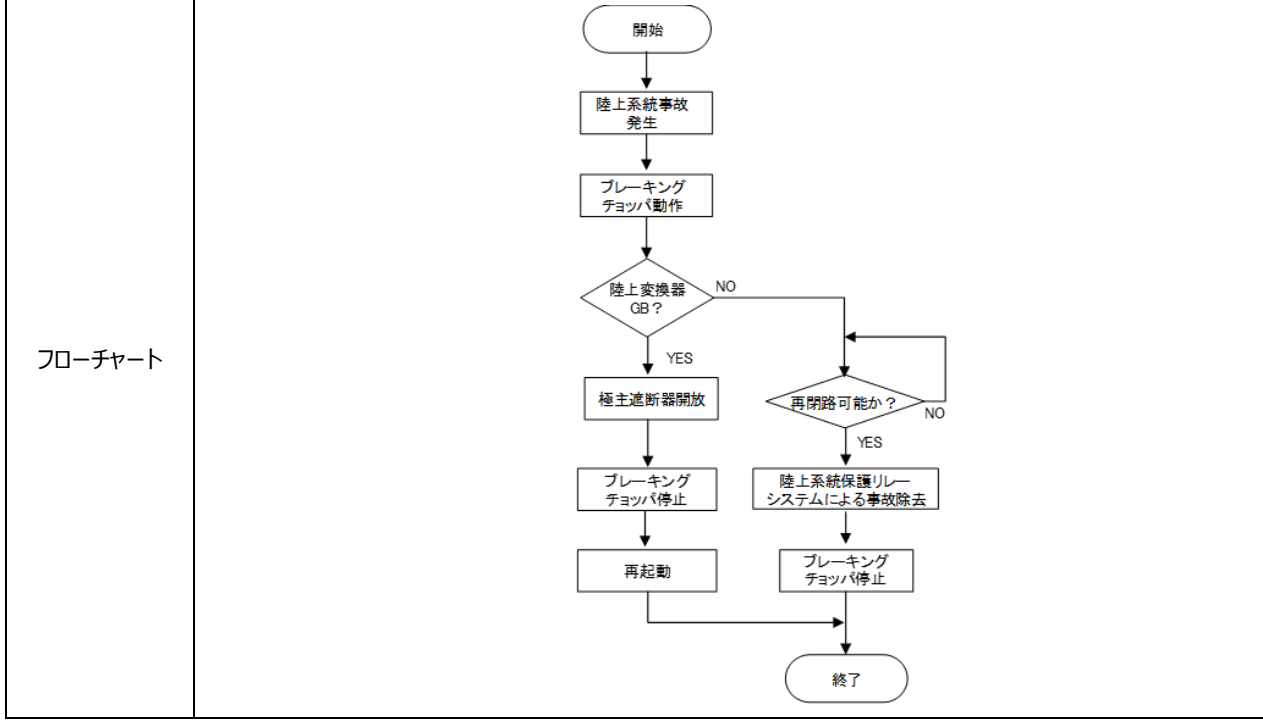 フローチャート
開始
陸上系統事故
発生
ブレーキング
チョッパ動作
陸上変換器
GB？
NO
YES
極主遮断器開放
ブレーキング
チョッパ停止
再起動
再閉路可能か？
NO
YES
陸上系統保護リレー
システムによる事故除去
ブレーキング
チョッパ停止
終了